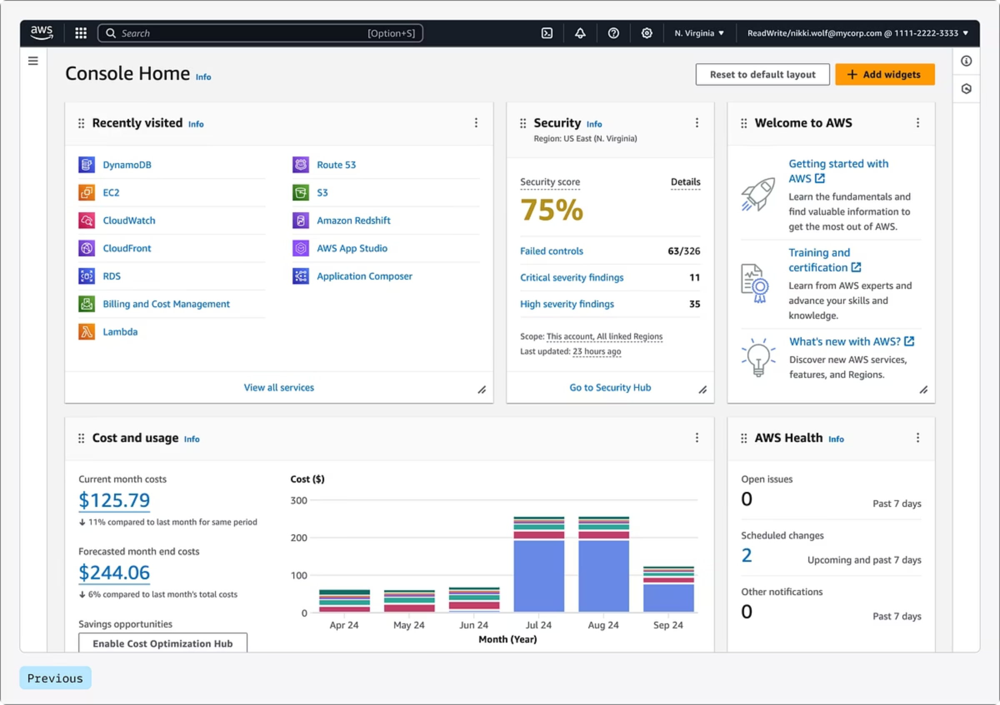 aws
Search [Option+S]
N. Virginia
ReadWrite/nikki.wolf@mycorp.com @ 1111-2222-3333
Console Home Info
Reset to default layout
Add widgets
Recently visited Info
DynamoDB
EC2
CloudWatch
CloudFront
RDS
Billing and Cost Management
Lambda
Route 53
S3
Amazon Redshift
AWS App Studio
Application Composer
View all services
Security Info
Region: US East (N. Virginia)
Security score Details
75%
Failed controls 63/326
Critical severity findings 11
High severity findings 35
Scope: This account, All linked Regions
Last updated: 23 hours ago
Go to Security Hub
Welcome to AWS
Getting started with
AWS
Learn the fundamentals and
find valuable information to
get the most out of AWS.
Training and
certification
Learn from AWS experts and
advance your skills and
knowledge.
What's new with AWS?
Discover new AWS services,
features, and Regions.
Cost and usage Info
Current month costs
$125.79
↓ 11% compared to last month for same period
Forecasted month end costs
$244.06
↓ 6% compared to last month's total costs
Savings opportunities
Enable Cost Optimization Hub
Cost ($)
300
200
100
0
Apr 24 May 24 Jun 24 Jul 24 Aug 24 Sep 24
Month (Year)
AWS Health Info
Open issues
0 Past 7 days
Scheduled changes
2 Upcoming and past 7 days
Other notifications
0 Past 7 days
Previous